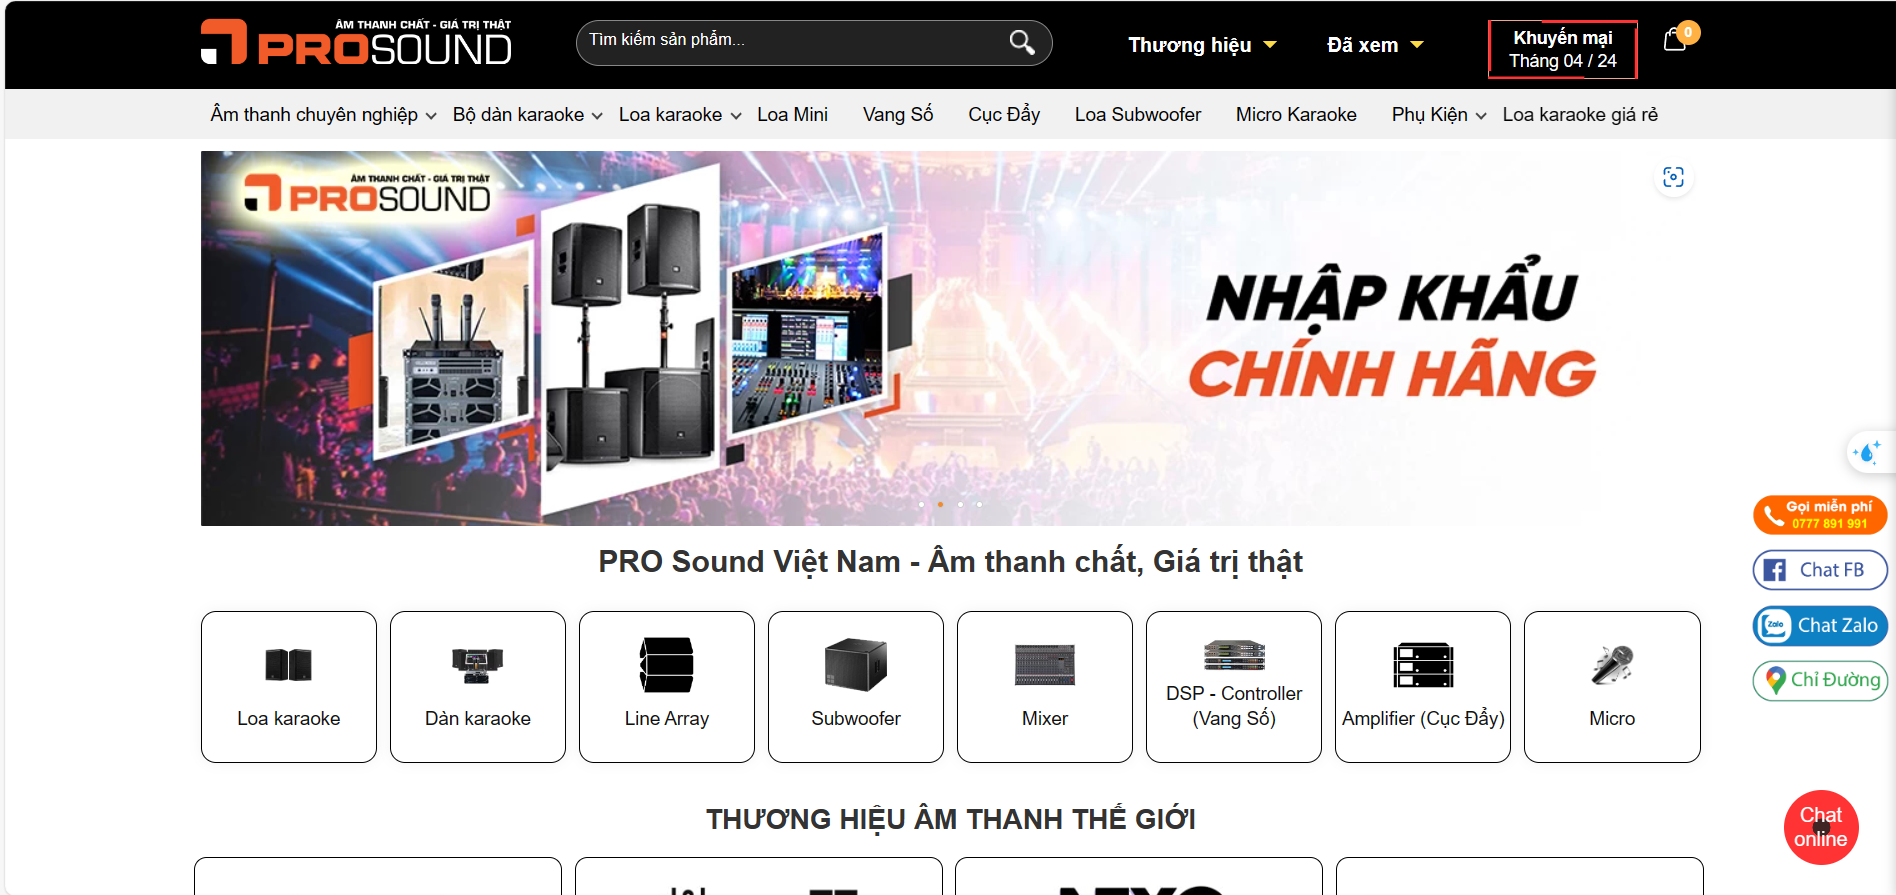 ÂM THANH CHẤT - GIÁ TRỊ THẬT
PROSOUND
Tìm kiếm sản phẩm...
Thương hiệu
Đã xem
Khuyến mại
Tháng 04 / 24
0
Âm thanh chuyên nghiệp
Bộ dàn karaoke
Loa karaoke
Loa Mini
Vang Số
Cục Đẩy
Loa Subwoofer
Micro Karaoke
Phụ Kiện
Loa karaoke giá rẻ
ÂM THANH CHẤT - GIÁ TRỊ THẬT
PROSOUND
NHẬP KHẨU
CHÍNH HÃNG
Gọi miễn phí
0777 891 991
Chat FB
Zalo
Chat Zalo
Chỉ Đường
PRO Sound Việt Nam - Âm thanh chất, Giá trị thật
Loa karaoke
Dàn karaoke
Line Array
Subwoofer
Mixer
DSP - Controller
(Vang Số)
Amplifier (Cục Đẩy)
Micro
THƯƠNG HIỆU ÂM THANH THẾ GIỚI
Chat
online